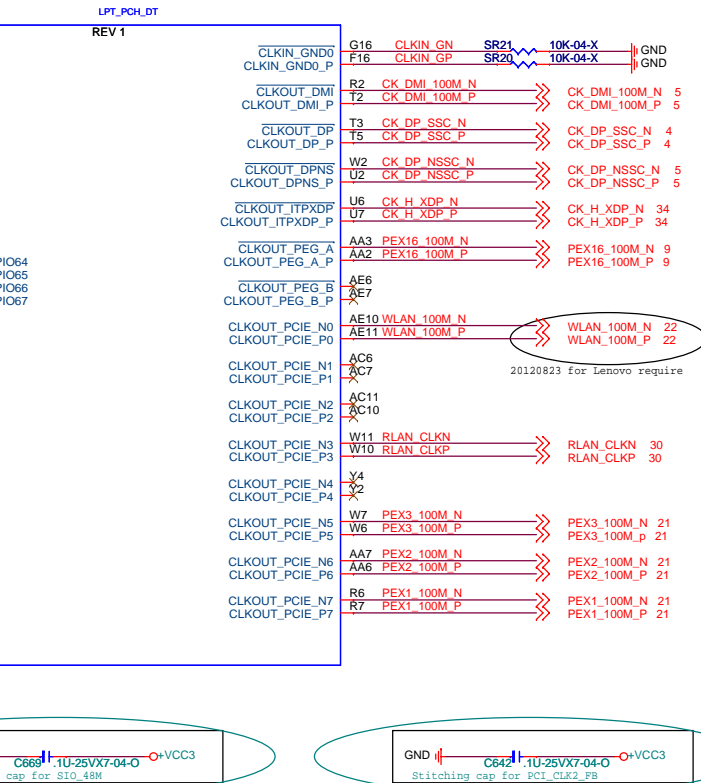 LPT_PCH_DT
REV 1
CLKIN_GND0 G16 CLKIN_GN SR21 10K-04-X GND
CLKIN_GND0_P F16 CLKIN_GP SR20 10K-04-X GND
CLKOUT_DMI R2 CK_DMI_100M_N CK_DMI_100M_N 5
CLKOUT_DMI_P T2 CK_DMI_100M_P CK_DMI_100M_P 5
CLKOUT_DP T3 CK_DP_SSC_N CK_DP_SSC_N 4
CLKOUT_DP_P T5 CK_DP_SSC_P CK_DP_SSC_P 4
CLKOUT_DPNS W2 CK_DP_NSSC_N CK_DP_NSSC_N 5
CLKOUT_DPNS_P U2 CK_DP_NSSC_P CK_DP_NSSC_P 5
CLKOUT_ITPXDP U6 CK_H_XDP_N CK_H_XDP_N 34
CLKOUT_ITPXDP_P U7 CK_H_XDP_P CK_H_XDP_P 34
CLKOUT_PEG_A AA3 PEX16_100M_N PEX16_100M_N 9
PIO64 CLKOUT_PEG_A_P AA2 PEX16_100M_P PEX16_100M_P 9
PIO65
PIO66 CLKOUT_PEG_B AE6
PIO67 CLKOUT_PEG_B_P AE7
CLKOUT_PCIE_N0 AE10 WLAN_100M_N WLAN_100M_N 22
CLKOUT_PCIE_P0 AE11 WLAN_100M_P WLAN_100M_P 22
CLKOUT_PCIE_N1 AC6
CLKOUT_PCIE_P1 AC7
20120823 for Lenovo require
CLKOUT_PCIE_N2 AC11
CLKOUT_PCIE_P2 AC10
CLKOUT_PCIE_N3 W11 RLAN_CLKN RLAN_CLKN 30
CLKOUT_PCIE_P3 W10 RLAN_CLKP RLAN_CLKP 30
CLKOUT_PCIE_N4 Y4
CLKOUT_PCIE_P4 Y2
CLKOUT_PCIE_N5 W7 PEX3_100M_N PEX3_100M_N 21
CLKOUT_PCIE_P5 W6 PEX3_100M_P PEX3_100M_p 21
CLKOUT_PCIE_N6 AA7 PEX2_100M_N PEX2_100M_N 21
CLKOUT_PCIE_P6 AA6 PEX2_100M_P PEX2_100M_P 21
CLKOUT_PCIE_N7 R6 PEX1_100M_N PEX1_100M_N 21
CLKOUT_PCIE_P7 R7 PEX1_100M_P PEX1_100M_P 21
+VCC3
C669 .1U-25VX7-04-O
cap for SIO_48M
GND +VCC3
C642 .1U-25VX7-04-O
Stitching cap for PCI_CLK2_FB